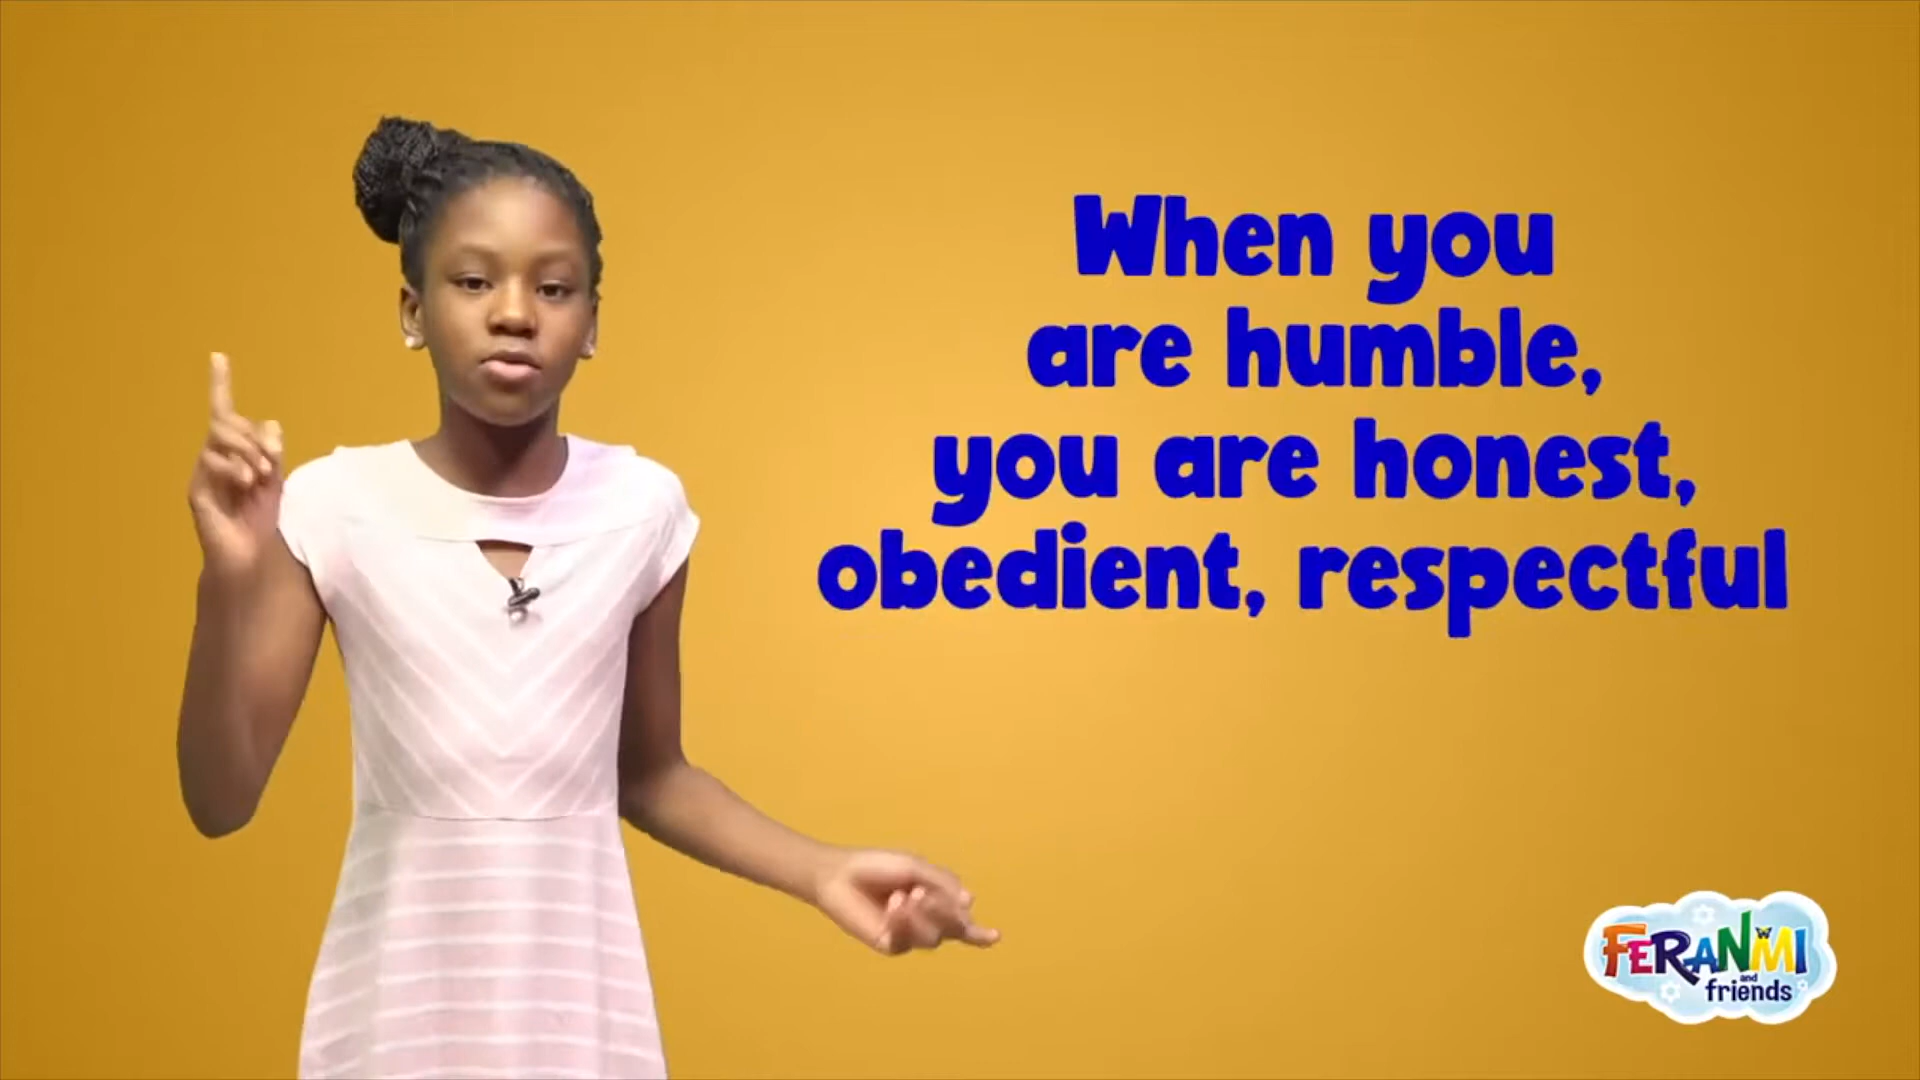 When you
are humble,
you are honest,
obedient, respectful
FERANMI
and
friends